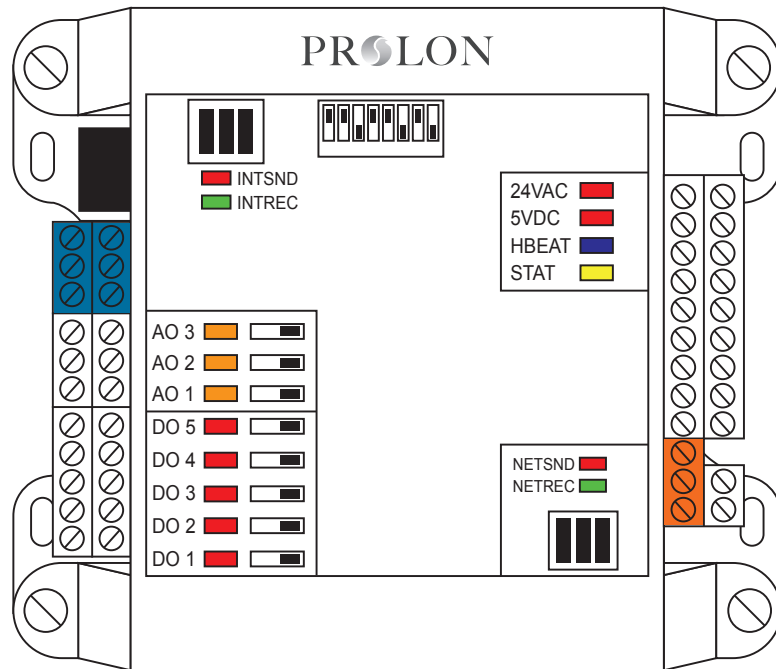 PROLON
INTSND
INTREC
24VAC
5VDC
HBEAT
STAT
AO 3
AO 2
AO 1
DO 5
DO 4
DO 3
DO 2
DO 1
NETSND
NETREC